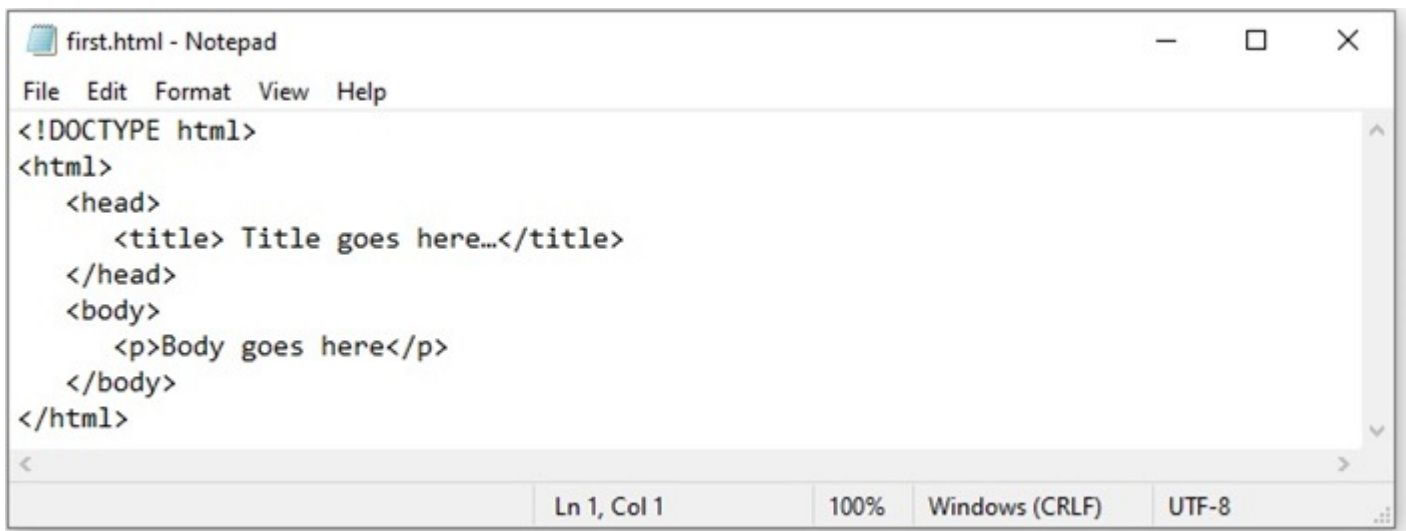 first.html - Notepad
File Edit Format View Help
<!DOCTYPE html>
<html>
   <head>
      <title> Title goes here…</title>
   </head>
   <body>
      <p>Body goes here</p>
   </body>
</html>
Ln 1, Col 1 100% Windows (CRLF) UTF-8